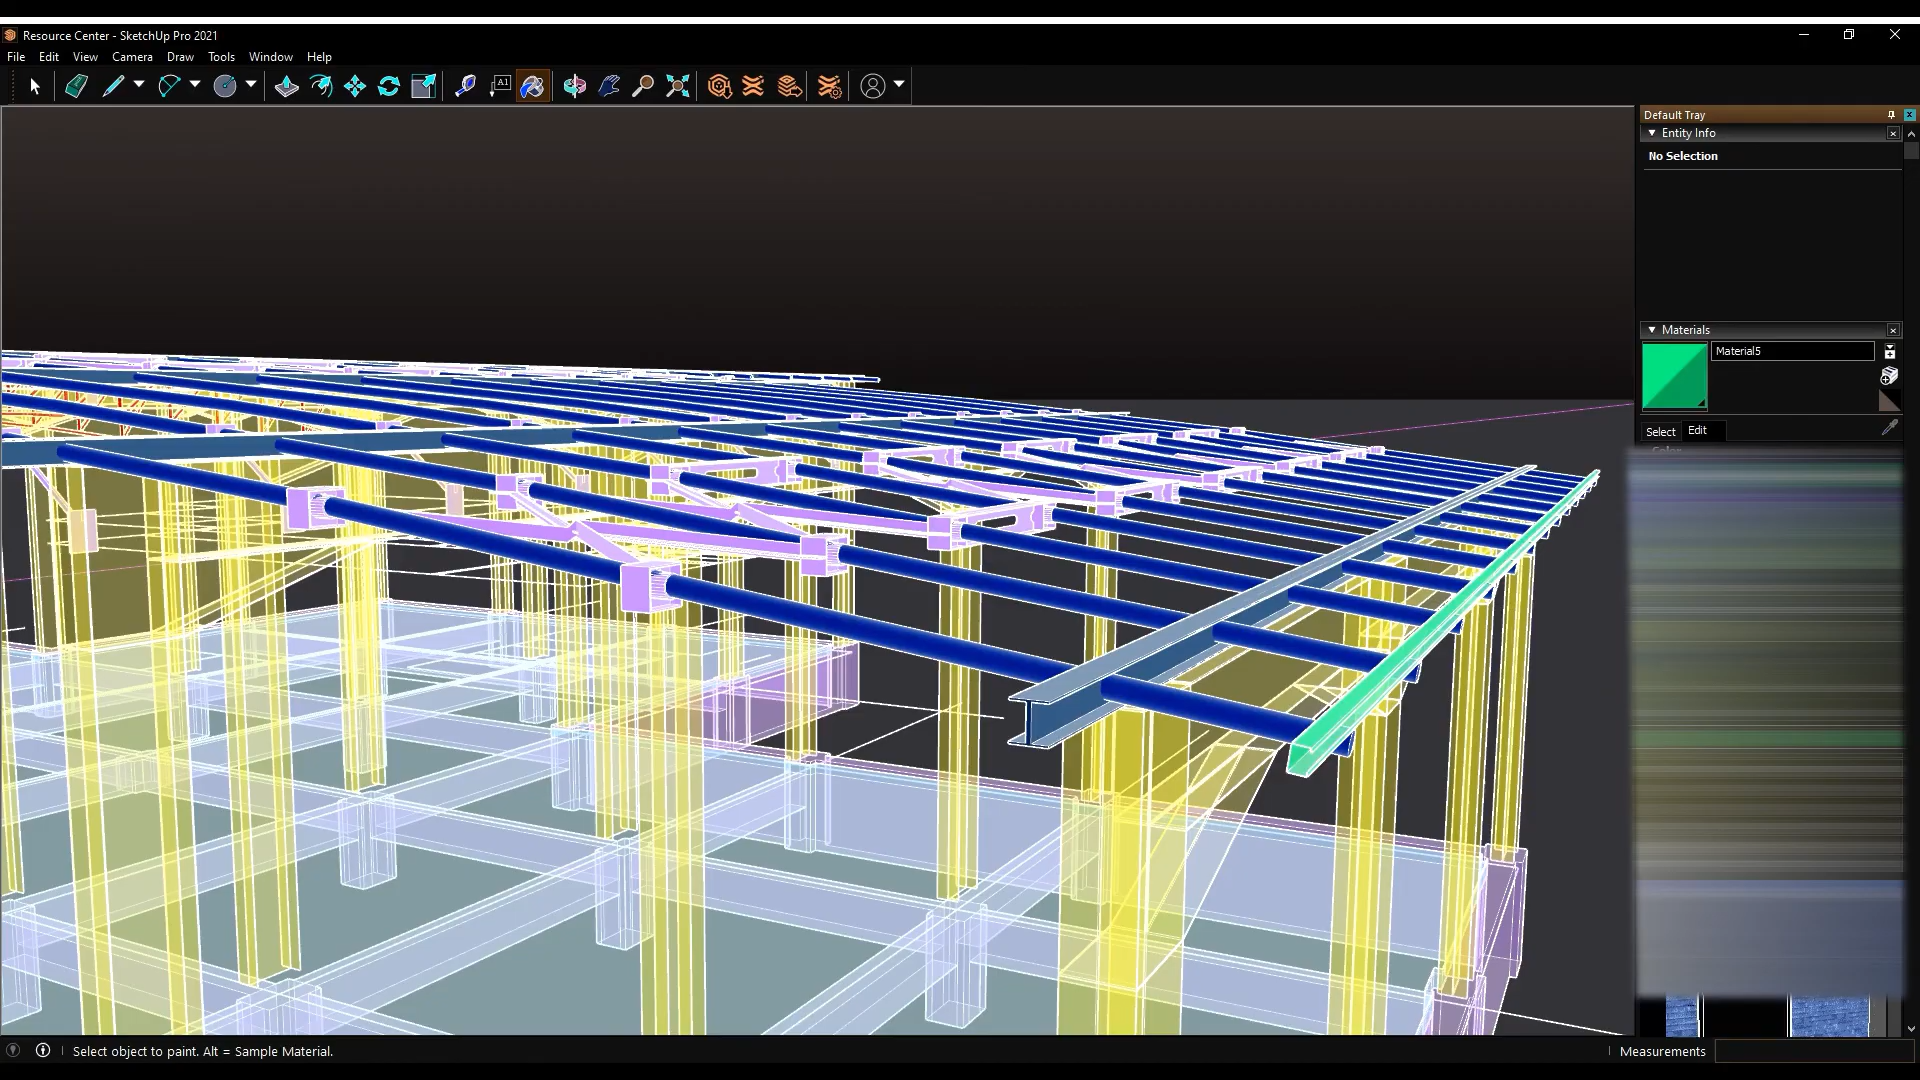 Resource Center - SketchUp Pro 2021
File Edit View Camera Draw Tools Window Help
A1
Default Tray
Entity Info
No Selection
Materials
Material5
Select Edit
Select object to paint. Alt = Sample Material.
Measurements